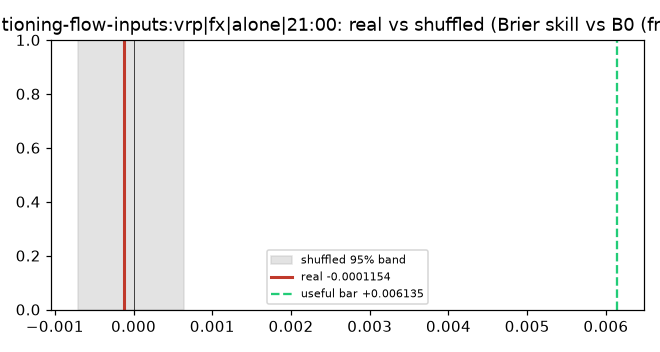 tioning-flow-inputs:vrp|fx|alone|21:00: real vs shuffled (Brier skill vs B0 (fr
1.0
0.8
0.6
0.4
0.2
0.0
shuffled 95% band
real -0.0001154
useful bar +0.006135
−0.001 0.000 0.001 0.002 0.003 0.004 0.005 0.006